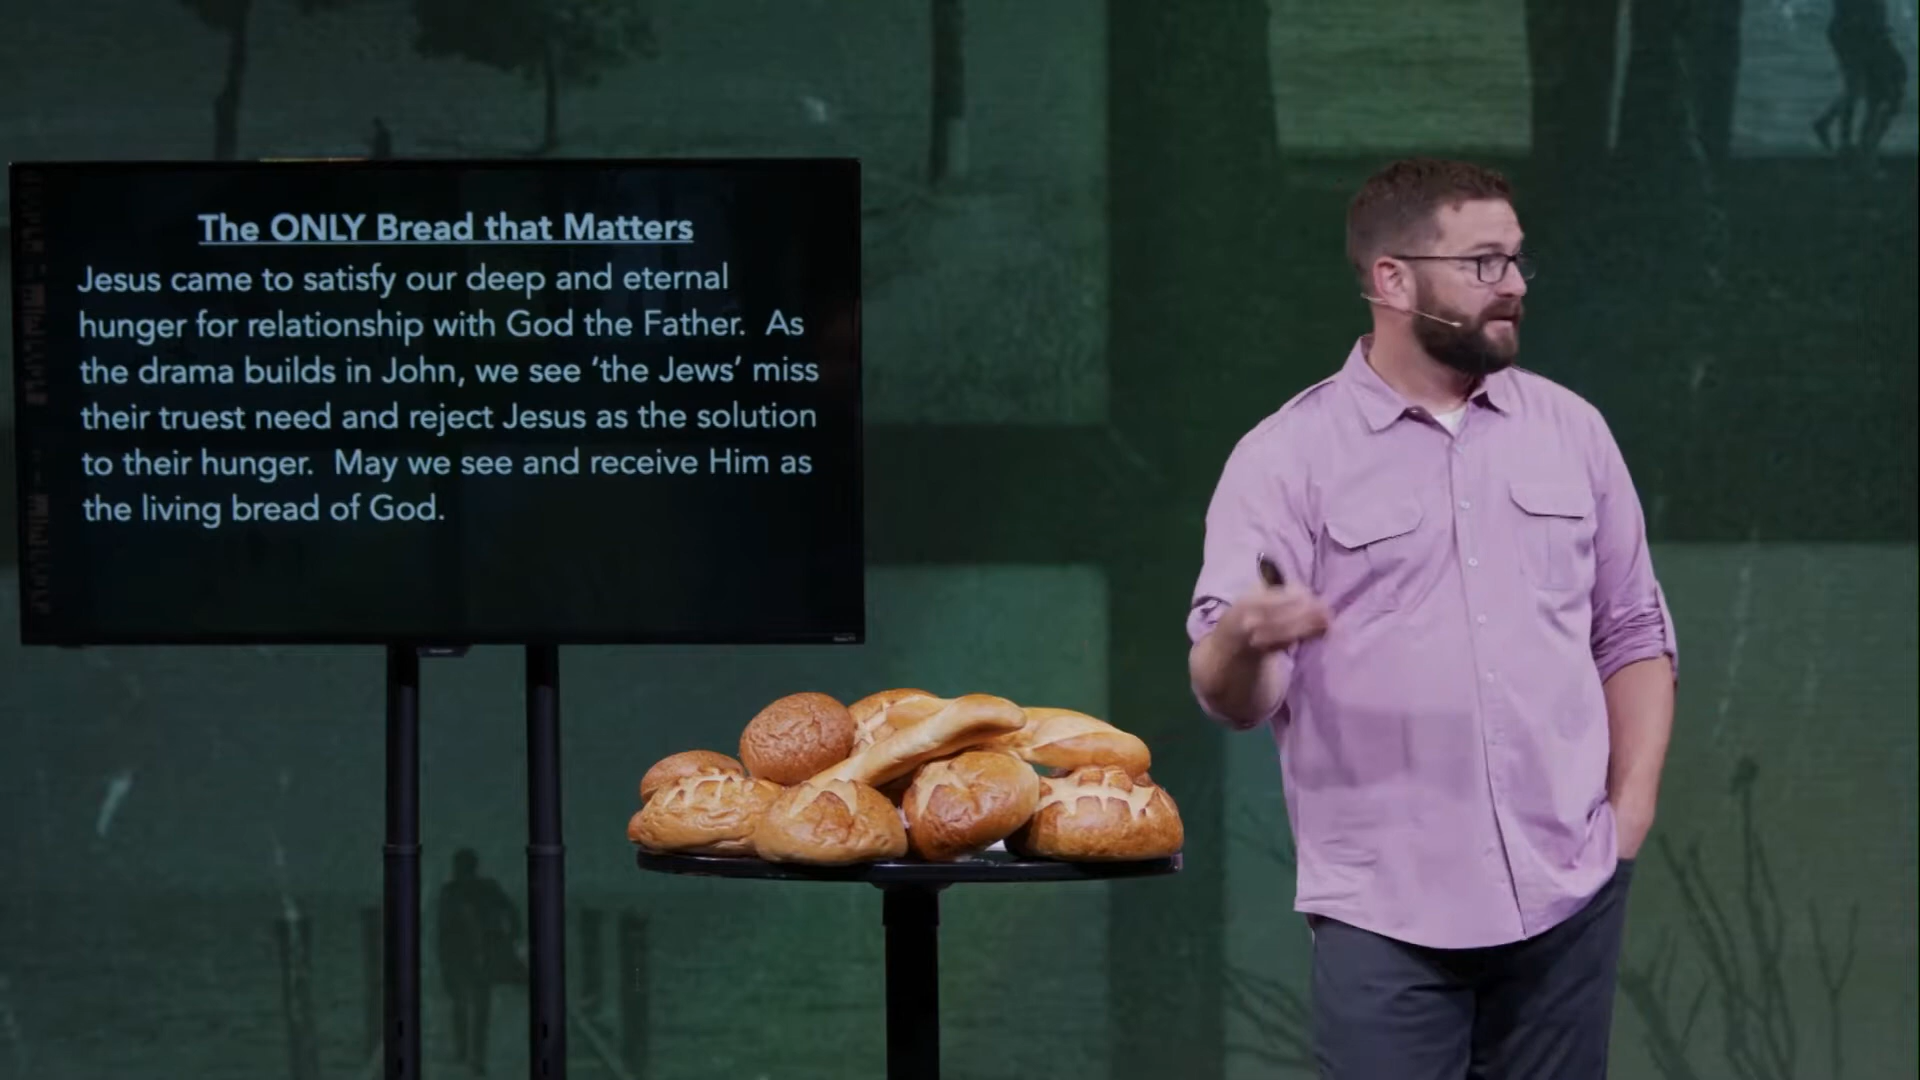 The ONLY Bread that Matters
Jesus came to satisfy our deep and eternal
hunger for relationship with God the Father.  As
the drama builds in John, we see ‘the Jews’ miss
their truest need and reject Jesus as the solution
to their hunger.  May we see and receive Him as
the living bread of God.